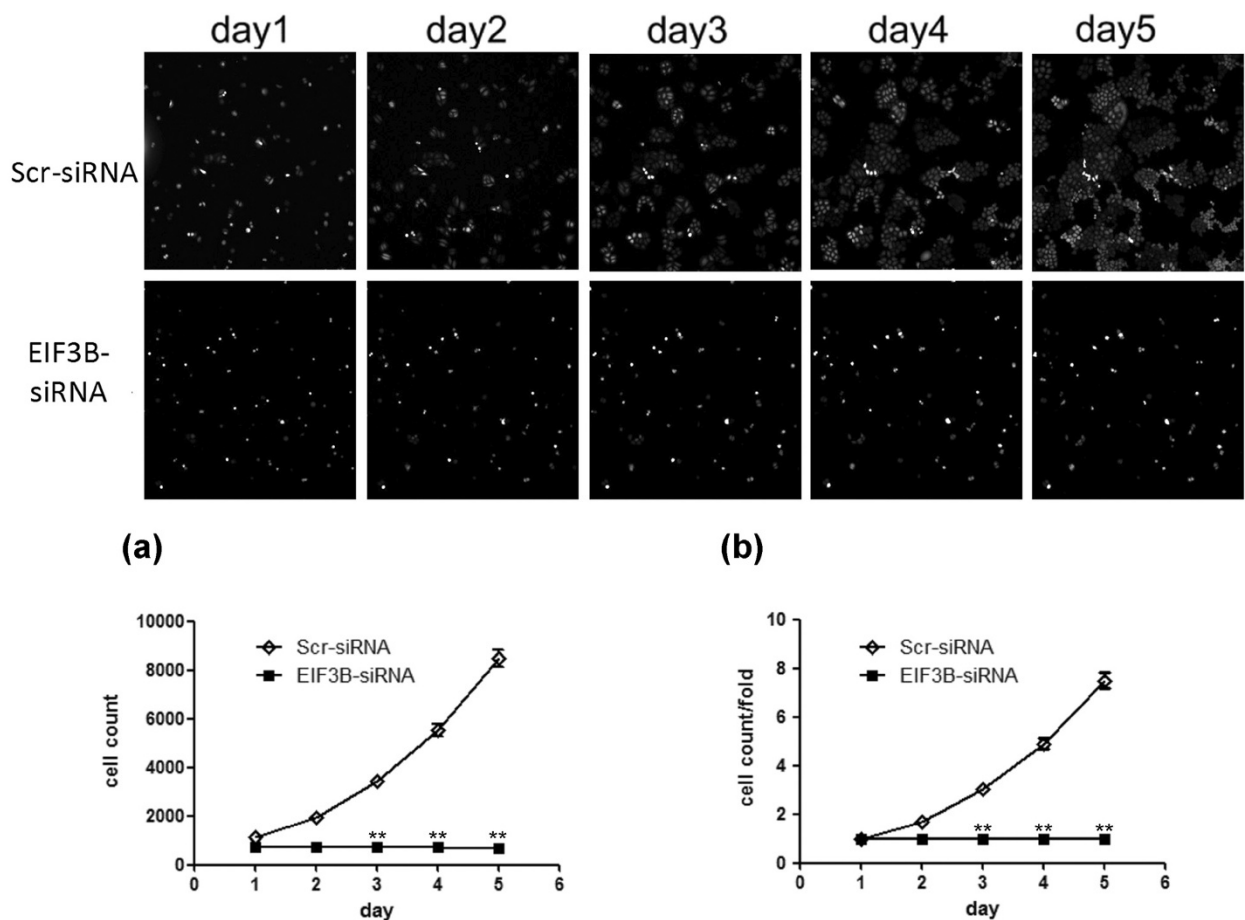 day1 day2 day3 day4 day5
Scr-siRNA
EIF3B-
siRNA
(a)
(b)
10000
8000
6000
4000
2000
0
cell count
Scr-siRNA
EIF3B-siRNA
** ** **
0 1 2 3 4 5 6
day
10
8
6
4
2
0
cell count/fold
Scr-siRNA
EIF3B-siRNA
** ** **
0 1 2 3 4 5 6
day